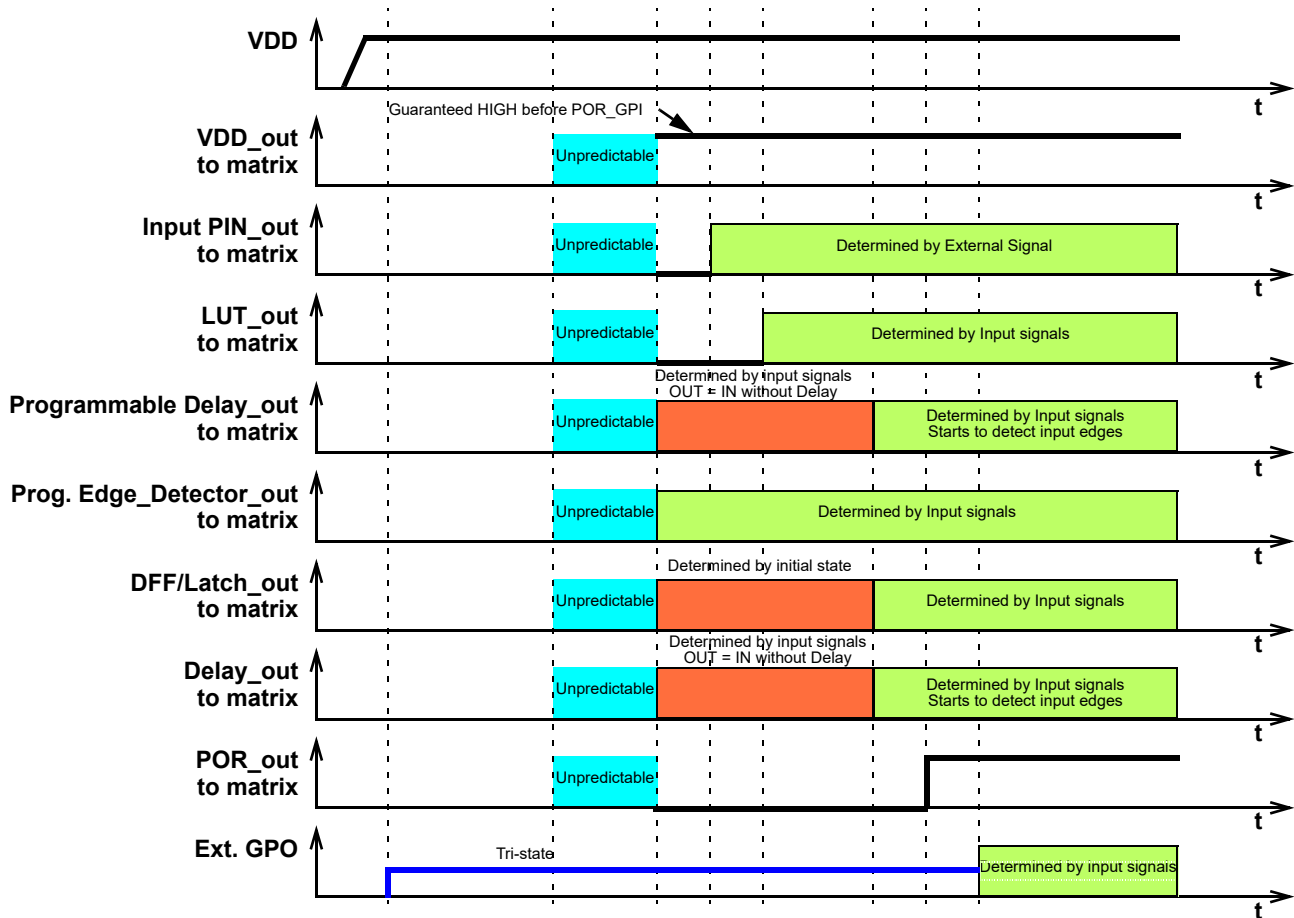 VDD
t
Guaranteed HIGH before POR_GPI
VDD_out
to matrix
Unpredictable
t
Input PIN_out
to matrix
Unpredictable
Determined by External Signal
t
LUT_out
to matrix
Unpredictable
Determined by Input signals
t
Determined by input signals
OUT = IN without Delay
Programmable Delay_out
to matrix
Unpredictable
Determined by Input signals
Starts to detect input edges
t
Prog. Edge_Detector_out
to matrix
Unpredictable
Determined by Input signals
t
Determined by initial state
DFF/Latch_out
to matrix
Unpredictable
Determined by Input signals
t
Determined by input signals
OUT = IN without Delay
Delay_out
to matrix
Unpredictable
Determined by Input signals
Starts to detect input edges
t
POR_out
to matrix
Unpredictable
t
Ext. GPO
Tri-state
Determined by input signals
t